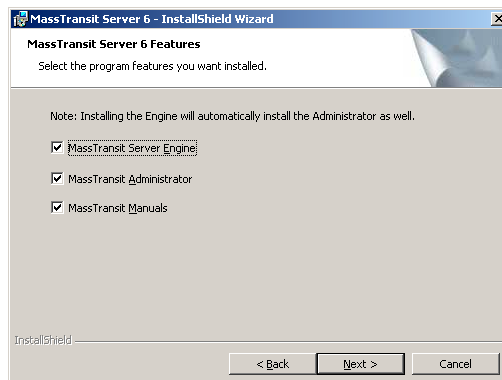 MassTransit Server 6 - InstallShield Wizard
MassTransit Server 6 Features
Select the program features you want installed.
Note: Installing the Engine will automatically install the Administrator as well.
MassTransit Server Engine
MassTransit Administrator
MassTransit Manuals
InstallShield
< Back Next > Cancel